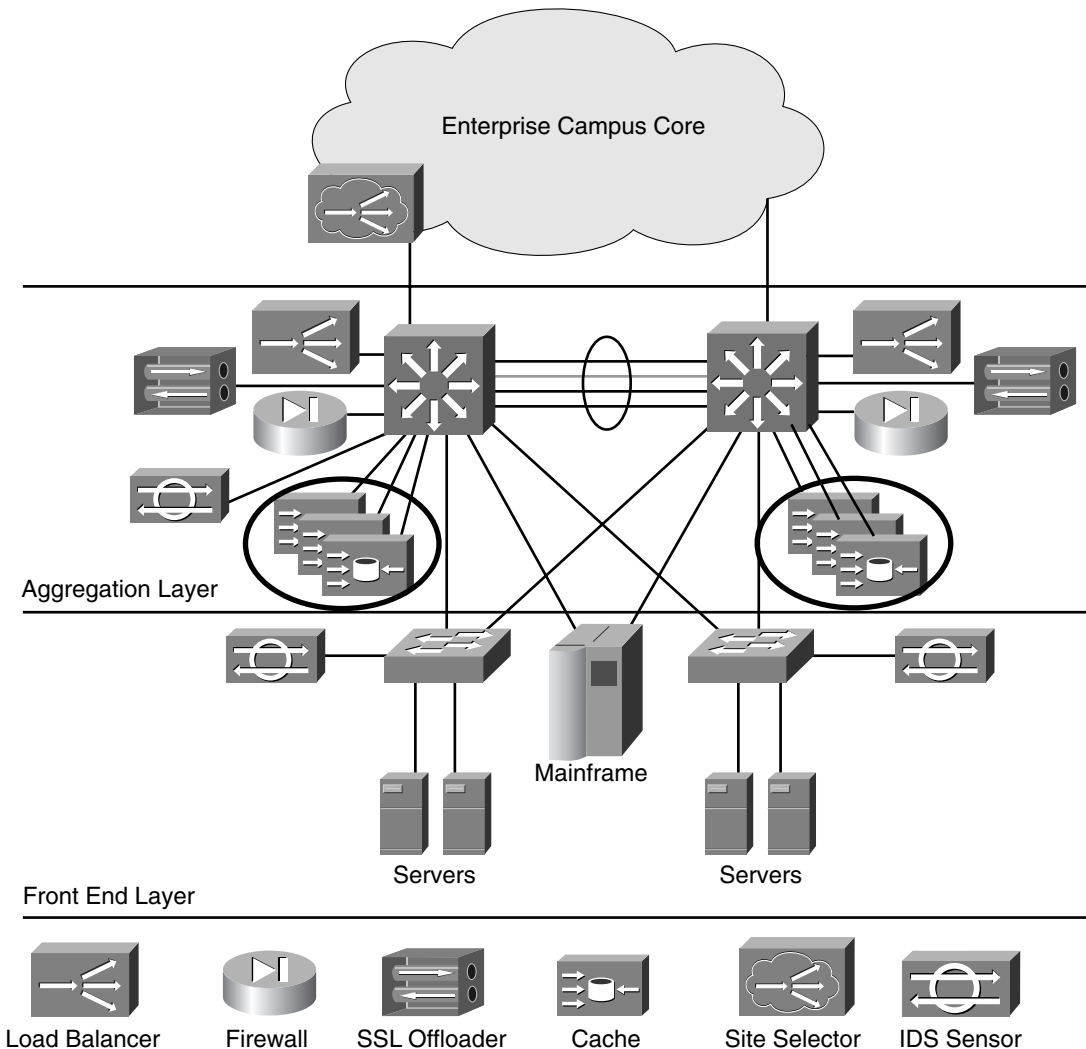 Enterprise Campus Core
Aggregation Layer
Mainframe
Servers
Servers
Front End Layer
Load Balancer
Firewall
SSL Offloader
Cache
Site Selector
IDS Sensor